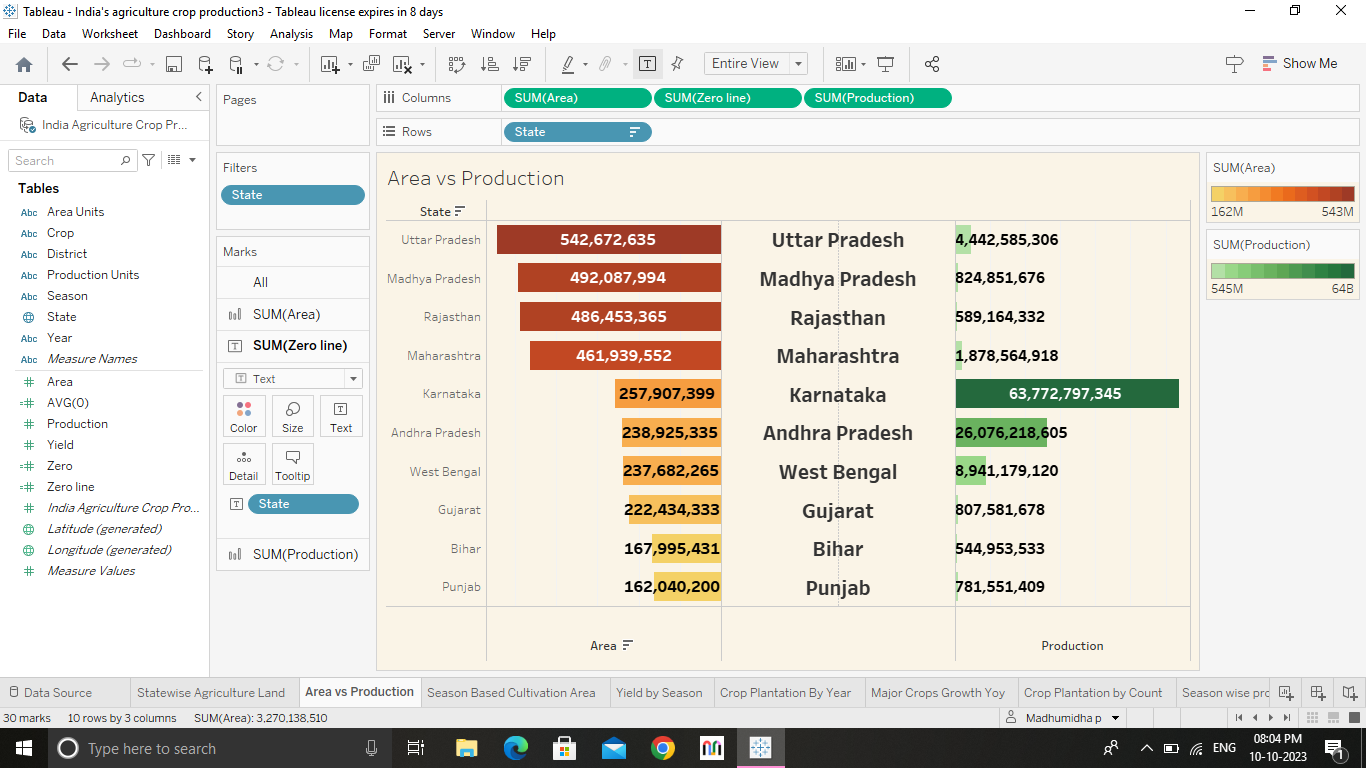 Tableau - India's agriculture crop production3 - Tableau license expires in 8 days
File Data Worksheet Dashboard Story Analysis Map Format Server Window Help
Entire View
Show Me
Data Analytics
India Agriculture Crop Pr...
Search
Tables
Abc Area Units
Abc Crop
Abc District
Abc Production Units
Abc Season
State
Abc Year
Abc Measure Names
Area
AVG(0)
Production
Yield
Zero
Zero line
India Agriculture Crop Pro...
Latitude (generated)
Longitude (generated)
Measure Values
Pages
Filters
State
Marks
All
SUM(Area)
SUM(Zero line)
Text
Color Size Text
Detail Tooltip
State
SUM(Production)
Columns SUM(Area) SUM(Zero line) SUM(Production)
Rows State
Area vs Production
State
Uttar Pradesh 542,672,635 Uttar Pradesh 4,442,585,306
Madhya Pradesh 492,087,994 Madhya Pradesh 824,851,676
Rajasthan 486,453,365 Rajasthan 589,164,332
Maharashtra 461,939,552 Maharashtra 1,878,564,918
Karnataka 257,907,399 Karnataka 63,772,797,345
Andhra Pradesh 238,925,335 Andhra Pradesh 26,076,218,605
West Bengal 237,682,265 West Bengal 8,941,179,120
Gujarat 222,434,333 Gujarat 807,581,678
Bihar 167,995,431 Bihar 544,953,533
Punjab 162,040,200 Punjab 781,551,409
Area Production
SUM(Area)
162M 543M
SUM(Production)
545M 64B
Data Source Statewise Agriculture Land Area vs Production Season Based Cultivation Area Yield by Season Crop Plantation By Year Major Crops Growth Yoy Crop Plantation by Count Season wise pro
30 marks 10 rows by 3 columns SUM(Area): 3,270,138,510 Madhumidha p
Type here to search
ENG
08:04 PM
10-10-2023
1